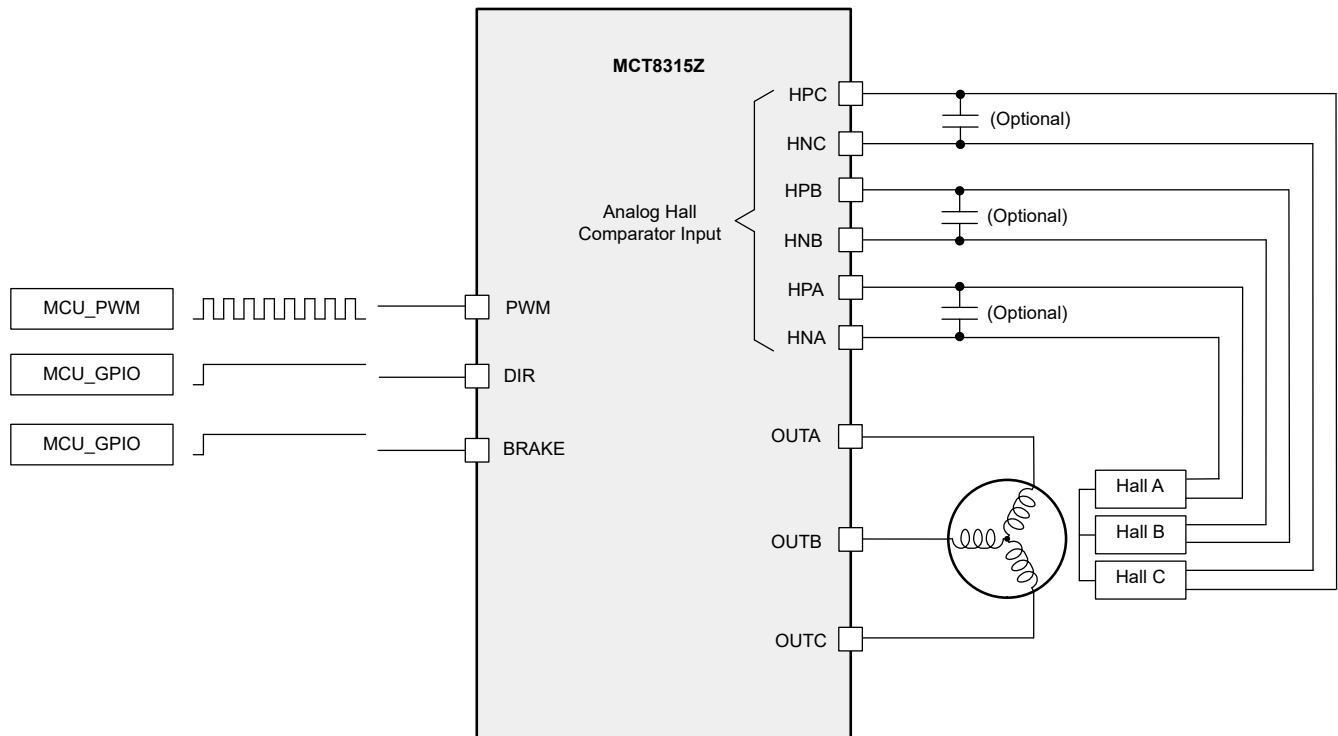 MCT8315Z
HPC
(Optional)
HNC
HPB
Analog Hall
Comparator Input
(Optional)
HNB
HPA
MCU_PWM
PWM
(Optional)
HNA
MCU_GPIO
DIR
MCU_GPIO
BRAKE
OUTA
Hall A
OUTB
Hall B
Hall C
OUTC